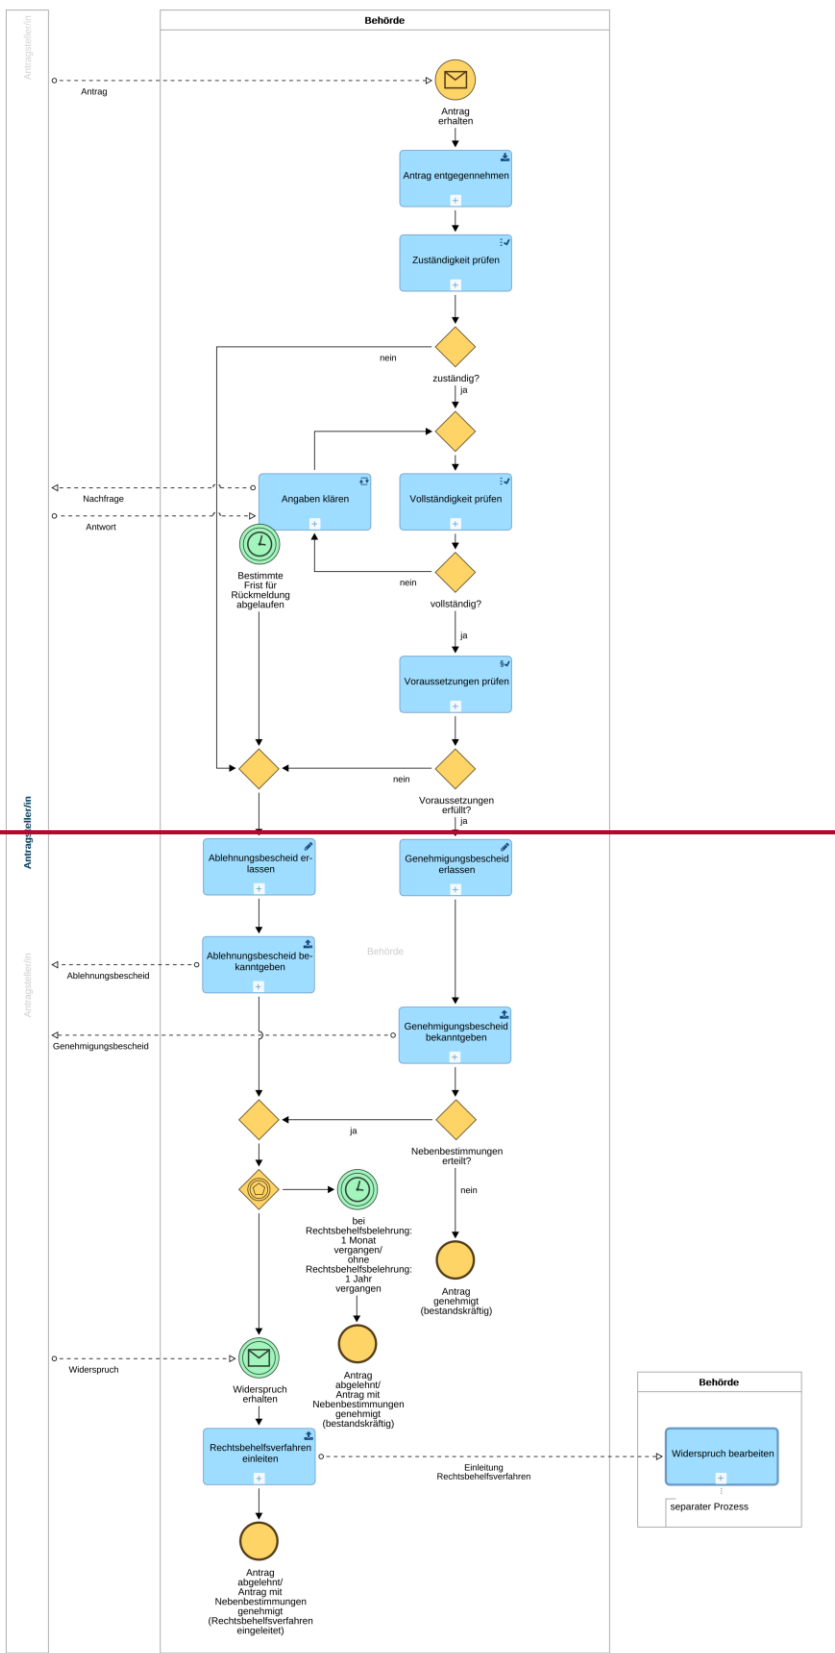 Behörde
Antragsteller/in
Antrag
Antrag
erhalten
Antrag entgegennehmen
Zuständigkeit prüfen
nein
zuständig?
ja
Nachfrage
Angaben klären
Vollständigkeit prüfen
Antwort
Bestimmte
Frist für
Rückmeldung
abgelaufen
nein
vollständig?
ja
Voraussetzungen prüfen
nein
Voraussetzungen
erfüllt?
ja
Antragsteller/in
Ablehnungsbescheid er-
lassen
Genehmigungsbescheid
erlassen
Antragsteller/in
Ablehnungsbescheid be-
kanntgeben
Behörde
Ablehnungsbescheid
Genehmigungsbescheid
bekanntgeben
Genehmigungsbescheid
ja
Nebenbestimmungen
erteilt?
nein
bei
Rechtsbehelfsbelehrung:
1 Monat
vergangen/
ohne
Rechtsbehelfsbelehrung:
1 Jahr
vergangen
Antrag
genehmigt
(bestandskräftig)
Widerspruch
Widerspruch
erhalten
Antrag
abgelehnt/
Antrag mit
Nebenbestimmungen
genehmigt
(bestandskräftig)
Behörde
Rechtsbehelfsverfahren
einleiten
Einleitung
Rechtsbehelfsverfahren
Widerspruch bearbeiten
separater Prozess
Antrag
abgelehnt/
Antrag mit
Nebenbestimmungen
genehmigt
(Rechtsbehelfsverfahren
eingeleitet)